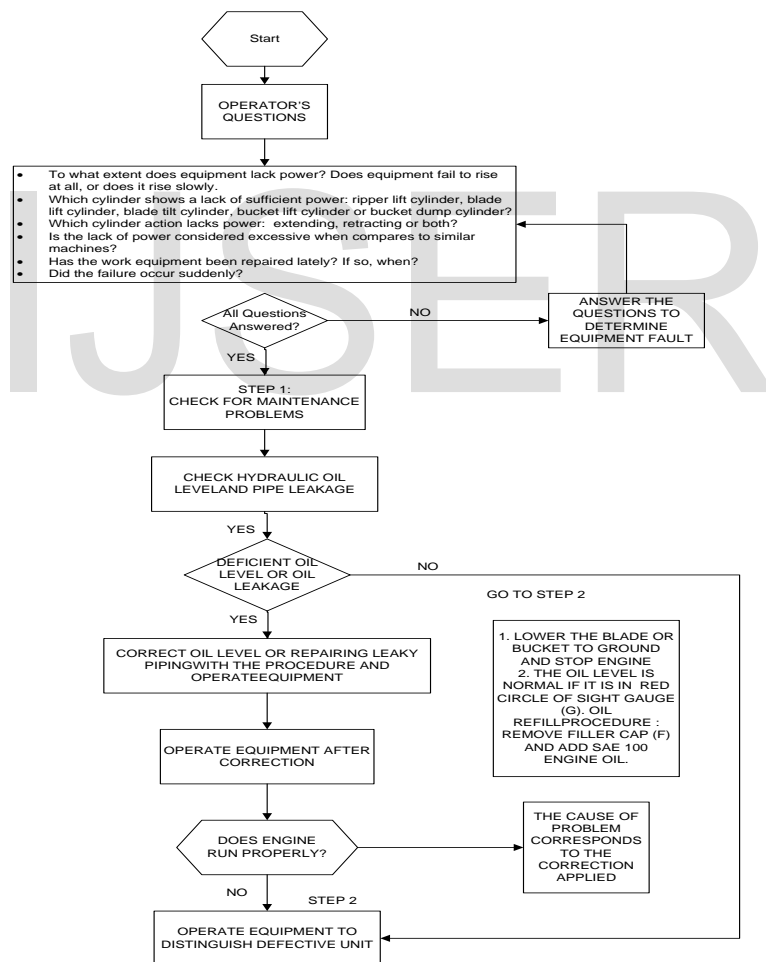 Start
OPERATOR'S
QUESTIONS
• To what extent does equipment lack power? Does equipment fail to rise
at all, or does it rise slowly.
• Which cylinder shows a lack of sufficient power: ripper lift cylinder, blade
lift cylinder, blade tilt cylinder, bucket lift cylinder or bucket dump cylinder?
• Which cylinder action lacks power: extending, retracting or both?
• Is the lack of power considered excessive when compares to similar
machines?
• Has the work equipment been repaired lately? If so, when?
• Did the failure occur suddenly?
All Questions
Answered?
NO
ANSWER THE
QUESTIONS TO
DETERMINE
EQUIPMENT FAULT
YES
STEP 1:
CHECK FOR MAINTENANCE
PROBLEMS
CHECK HYDRAULIC OIL
LEVELAND PIPE LEAKAGE
YES
DEFICIENT OIL
LEVEL OR OIL
LEAKAGE
NO
GO TO STEP 2
YES
CORRECT OIL LEVEL OR REPAIRING LEAKY
PIPINGWITH THE PROCEDURE AND
OPERATEEQUIPMENT
1. LOWER THE BLADE OR
BUCKET TO GROUND
AND STOP ENGINE
2. THE OIL LEVEL IS
NORMAL IF IT IS IN RED
CIRCLE OF SIGHT GAUGE
(G). OIL
REFILLPROCEDURE :
REMOVE FILLER CAP (F)
AND ADD SAE 100
ENGINE OIL.
OPERATE EQUIPMENT AFTER
CORRECTION
DOES ENGINE
RUN PROPERLY?
THE CAUSE OF
PROBLEM
CORRESPONDS
TO THE
CORRECTION
APPLIED
NO
STEP 2
OPERATE EQUIPMENT TO
DISTINGUISH DEFECTIVE UNIT
IJSER